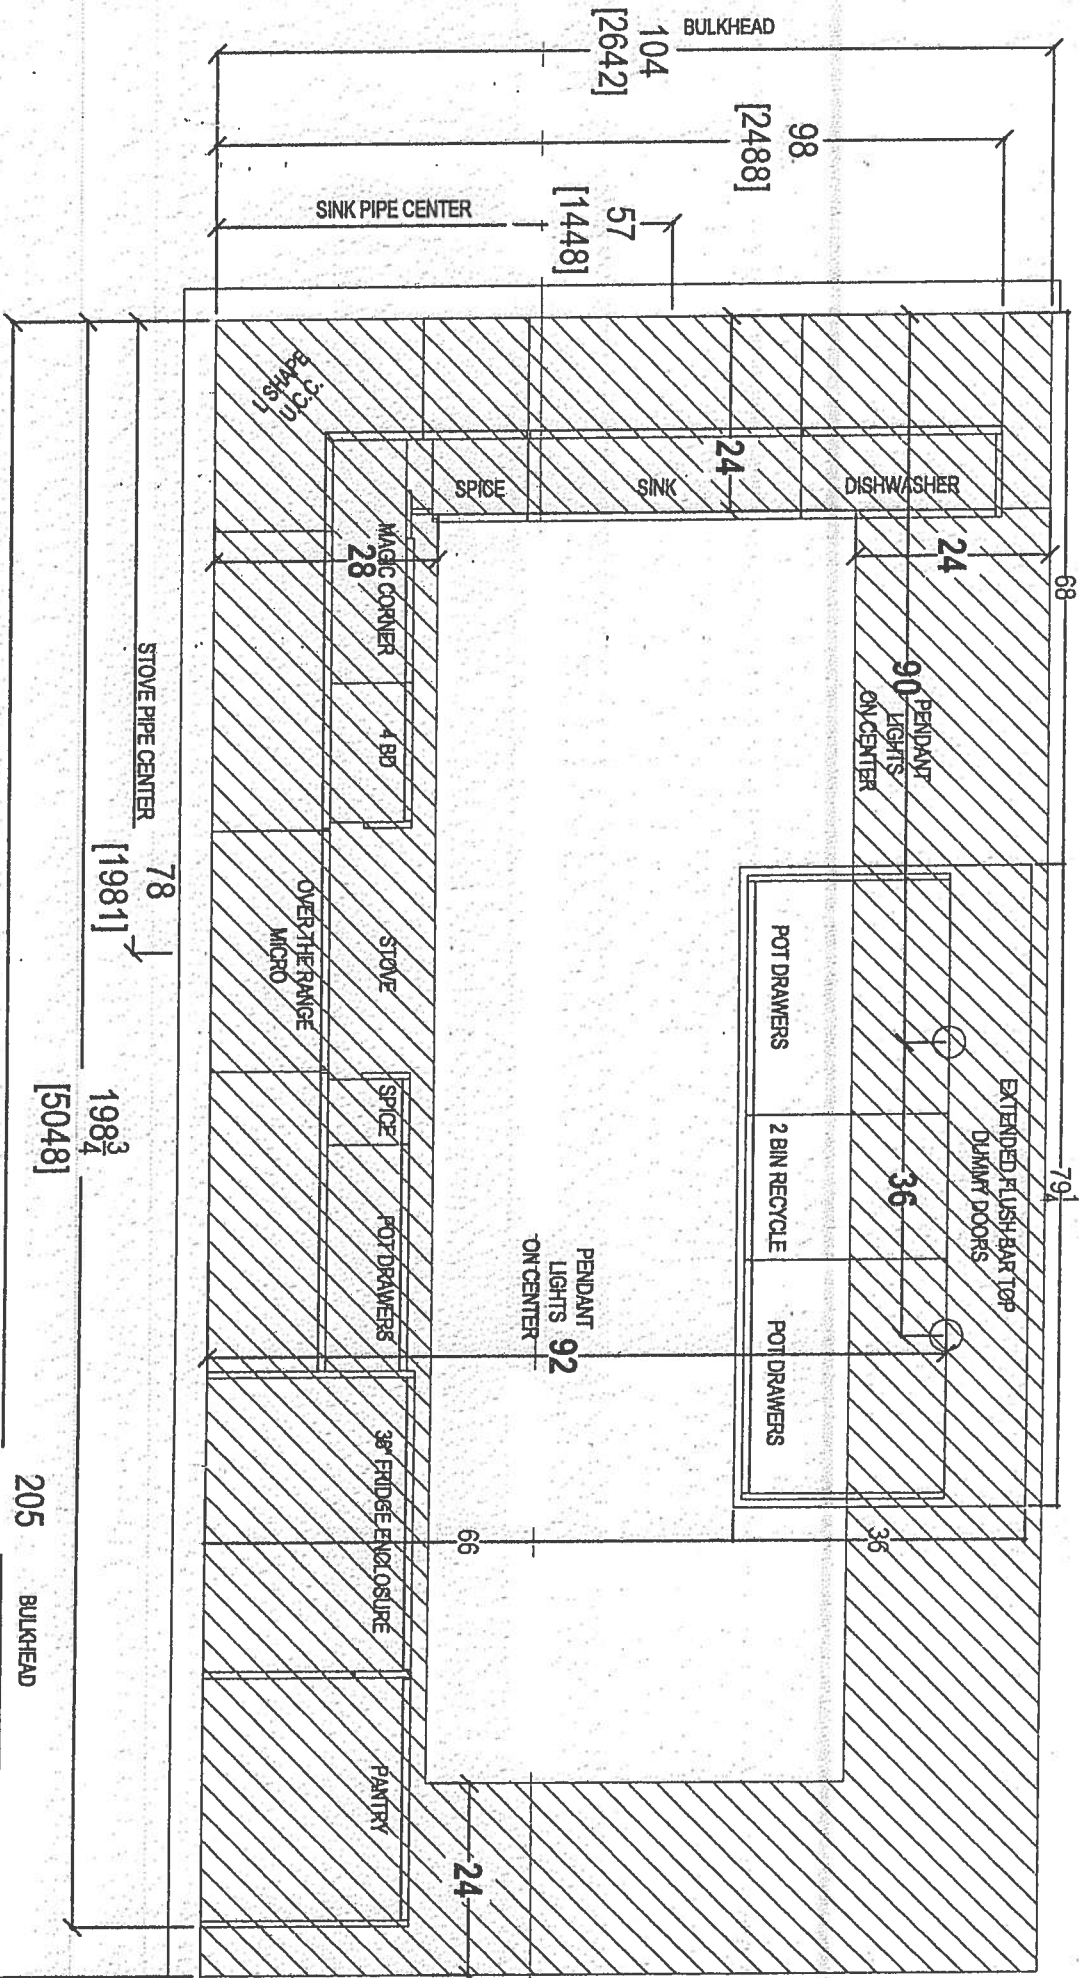 BULKHEAD
104
[2642]
98
[2488]
SINK PIPE CENTER
57
[1448]
L SHAPE
U.C.C.
SPICE
SINK
DISHWASHER
24
24
68
MAGIC CORNER
28
4 BD
90
PENDANT
LIGHTS
ON CENTER
STOVE PIPE CENTER
78
[1981]
OVER THE RANGE
MICRO
STOVE
SPICE
POT DRAWERS
POT DRAWERS
2 BIN RECYCLE
POT DRAWERS
36
EXTENDED FLUSH BAR TOP
DUMMY DOORS
79 1/4
PENDANT
LIGHTS
ON CENTER
92
198 3/4
[5048]
36" FRIDGE ENCLOSURE
66
36
PANTRY
24
205
BULKHEAD